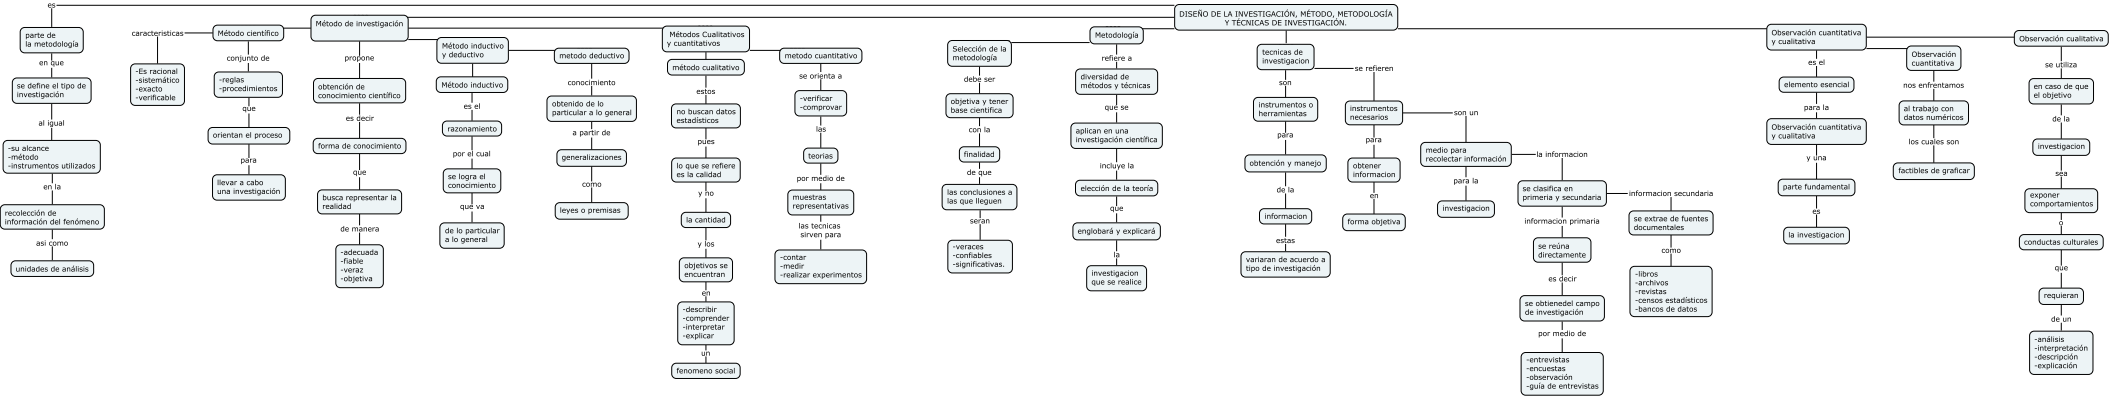 DISEÑO DE LA INVESTIGACIÓN, MÉTODO, METODOLOGÍA
Y TÉCNICAS DE INVESTIGACIÓN.
es
parte de
la metodología
en que
se define el tipo de
investigación
al igual
-su alcance
-método
-instrumentos utilizados
en la
recolección de
información del fenómeno
asi como
unidades de análisis
Método de investigación
Método científico
caracteristicas
-Es racional
-sistemático
-exacto
-verificable
conjunto de
-reglas
-procedimientos
que
orientan el proceso
para
llevar a cabo
una investigación
propone
obtención de
conocimiento científico
es decir
forma de conocimiento
que
busca representar la
realidad
de manera
-adecuada
-fiable
-veraz
-objetiva
Método inductivo
y deductivo
Método inductivo
es el
razonamiento
por el cual
se logra el
conocimiento
que va
de lo particular
a lo general
metodo deductivo
conocimiento
obtenido de lo
particular a lo general
a partir de
generalizaciones
como
leyes o premisas
Métodos Cualitativos
y cuantitativos
método cualitativo
estos
no buscan datos
estadísticos
pues
lo que se refiere
es la calidad
y no
la cantidad
y los
objetivos se
encuentran
en
-describir
-comprender
-interpretar
-explicar
un
fenomeno social
metodo cuantitativo
se orienta a
-verificar
-comprobar
las
teorias
por medio de
muestras
representativas
las tecnicas
sirven para
-contar
-medir
-realizar experimentos
Metodología
Selección de la
metodología
debe ser
objetiva y tener
base cientifica
con la
finalidad
de que
las conclusiones a
las que lleguen
seran
-veraces
-confiables
-significativas.
refiere a
diversidad de
métodos y técnicas
que se
aplican en una
investigación científica
incluye la
elección de la teoría
que
englobará y explicará
la
investigacion
que se realice
tecnicas de
investigacion
son
instrumentos o
herramientas
para
obtención y manejo
de la
informacion
estas
variaran de acuerdo a
tipo de investigación
se refieren
instrumentos
necesarios
para
obtener
informacion
en
forma objetiva
son un
medio para
recolectar información
para la
investigacion
la informacion
se clasifica en
primeria y secundaria
informacion primaria
se reúna
directamente
es decir
se obtienedel campo
de investigación
por medio de
-entrevistas
-encuestas
-observación
-guía de entrevistas
informacion secundaria
se extrae de fuentes
documentales
como
-libros
-archivos
-revistas
-censos estadísticos
-bancos de datos
Observación cuantitativa
y cualitativa
es el
elemento esencial
para la
Observación cuantitativa
y cualitativa
y una
parte fundamental
es
la investigacion
Observación
cuantitativa
nos enfrentamos
al trabajo con
datos numéricos
los cuales son
factibles de graficar
Observación cualitativa
se utiliza
en caso de que
el objetivo
de la
investigacion
sea
exponer
comportamientos
o
conductas culturales
que
requieran
de un
-análisis
-interpretación
-descripción
-explicación